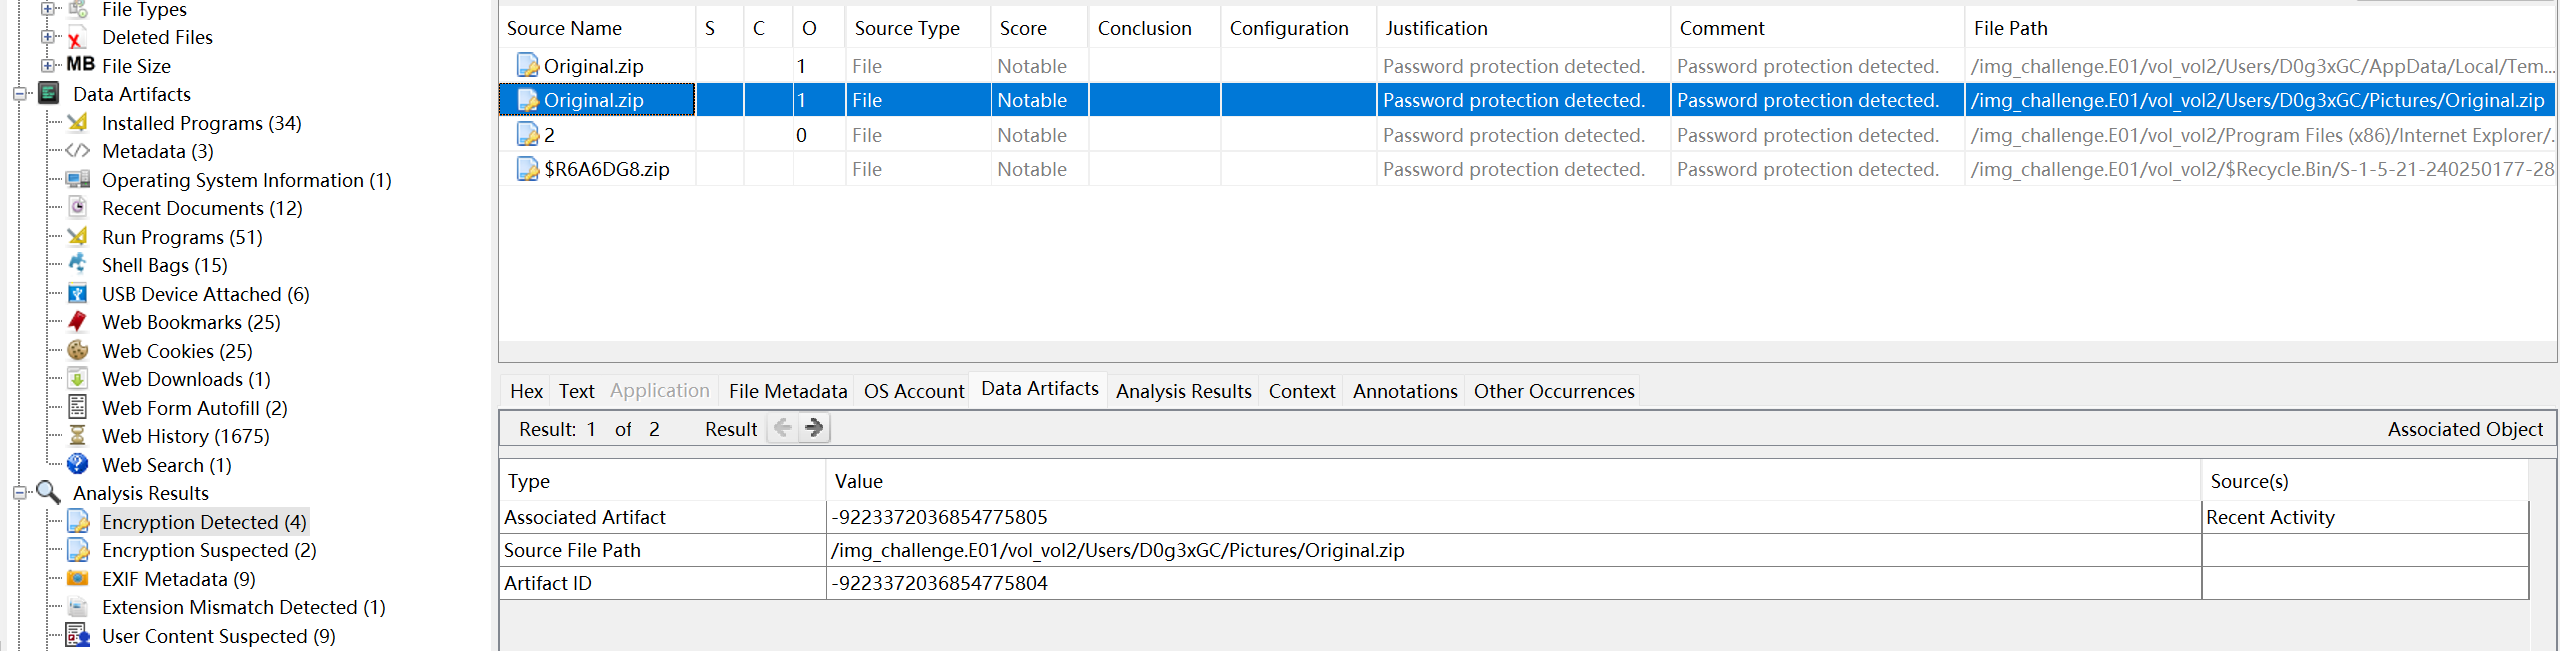 File Types
Deleted Files
MB File Size
Data Artifacts
Installed Programs (34)
Metadata (3)
Operating System Information (1)
Recent Documents (12)
Run Programs (51)
Shell Bags (15)
USB Device Attached (6)
Web Bookmarks (25)
Web Cookies (25)
Web Downloads (1)
Web Form Autofill (2)
Web History (1675)
Web Search (1)
Analysis Results
Encryption Detected (4)
Encryption Suspected (2)
EXIF Metadata (9)
Extension Mismatch Detected (1)
User Content Suspected (9)
Source Name S C O Source Type Score Conclusion Configuration Justification Comment File Path
Original.zip 1 File Notable Password protection detected. Password protection detected. /img_challenge.E01/vol_vol2/Users/D0g3xGC/AppData/Local/Tem...
Original.zip 1 File Notable Password protection detected. Password protection detected. /img_challenge.E01/vol_vol2/Users/D0g3xGC/Pictures/Original.zip
2 0 File Notable Password protection detected. Password protection detected. /img_challenge.E01/vol_vol2/Program Files (x86)/Internet Explorer/...
$R6A6DG8.zip File Notable Password protection detected. Password protection detected. /img_challenge.E01/vol_vol2/$Recycle.Bin/S-1-5-21-240250177-28
Hex Text Application File Metadata OS Account Data Artifacts Analysis Results Context Annotations Other Occurrences
Result: 1 of 2 Result Associated Object
Type Value Source(s)
Associated Artifact -9223372036854775805 Recent Activity
Source File Path /img_challenge.E01/vol_vol2/Users/D0g3xGC/Pictures/Original.zip
Artifact ID -9223372036854775804